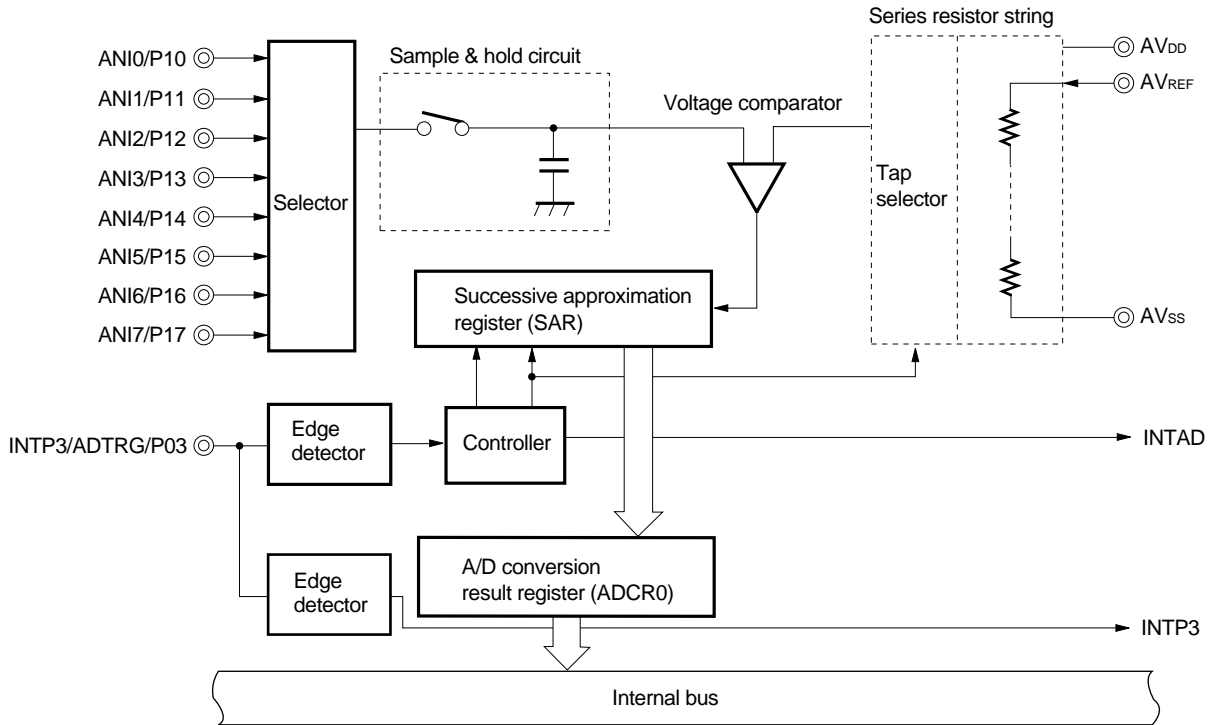 Series resistor string
ANI0/P10
ANI1/P11
ANI2/P12
ANI3/P13
ANI4/P14
ANI5/P15
ANI6/P16
ANI7/P17
Selector
Sample & hold circuit
Voltage comparator
Tap
selector
AVDD
AVREF
AVSS
Successive approximation
register (SAR)
INTP3/ADTRG/P03
Edge
detector
Controller
INTAD
Edge
detector
A/D conversion
result register (ADCR0)
INTP3
Internal bus